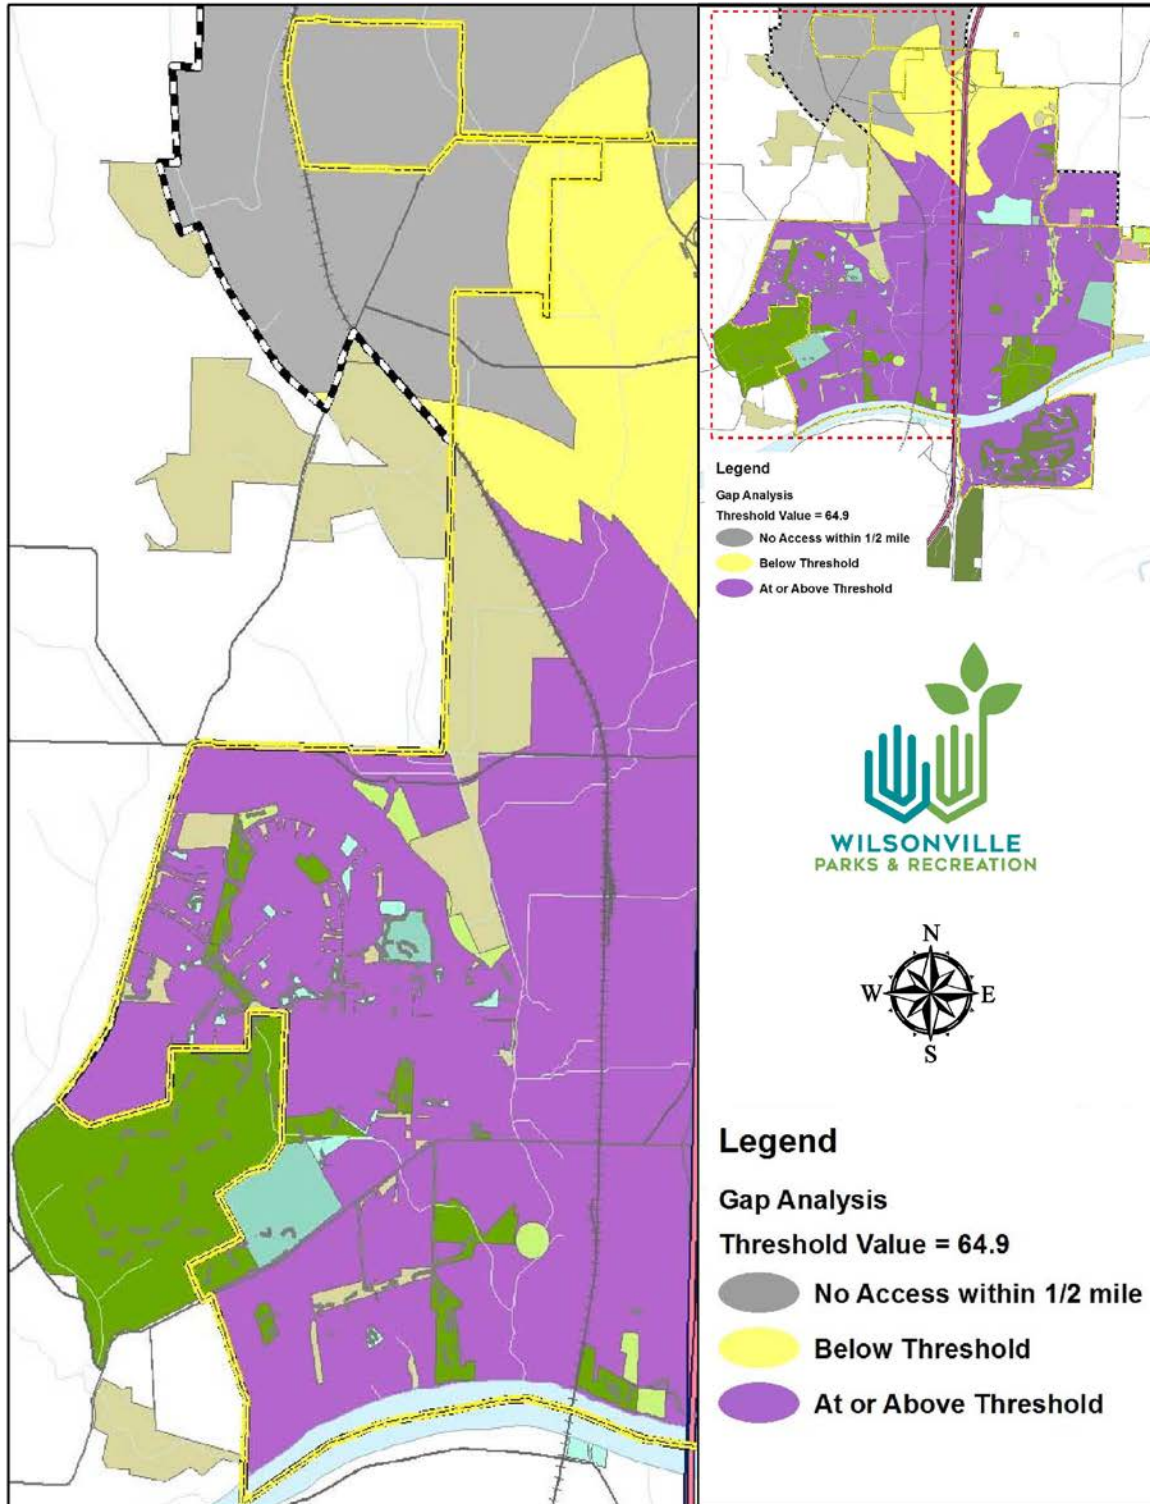 Legend
Gap Analysis
Threshold Value = 64.9
No Access within 1/2 mile
Below Threshold
At or Above Threshold
WILSONVILLE
PARKS & RECREATION
N
W
E
S
Legend
Gap Analysis
Threshold Value = 64.9
No Access within 1/2 mile
Below Threshold
At or Above Threshold